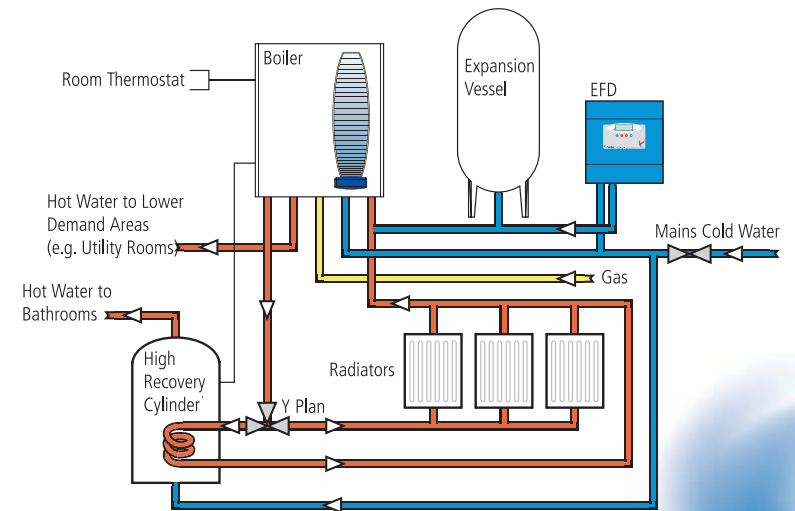 Boiler
Room Thermostat
Expansion
Vessel
EFD
Hot Water to Lower
Demand Areas
(e.g. Utility Rooms)
Mains Cold Water
Gas
Hot Water to
Bathrooms
High
Recovery
Cylinder
Radiators
Y Plan